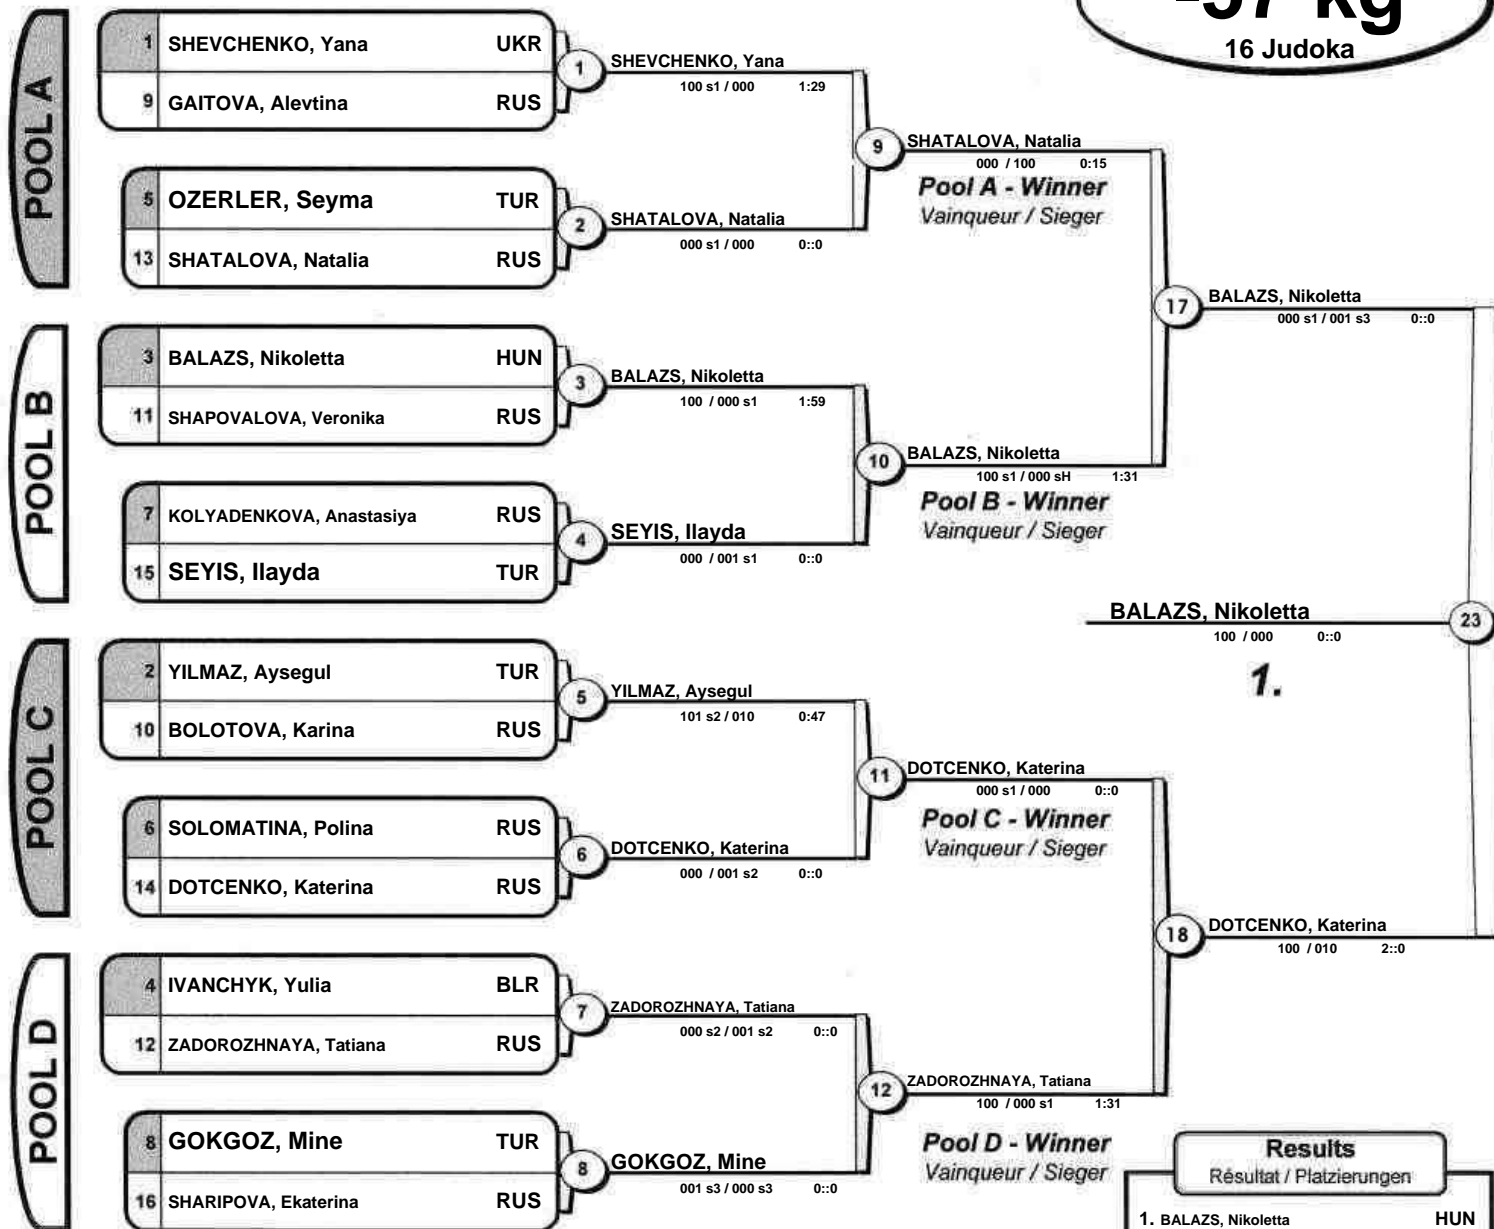 -57 kg
16 Judoka
POOL A
1 SHEVCHENKO, Yana UKR
9 GAITOVA, Alevtina RUS
1
SHEVCHENKO, Yana
100 s1 / 000 1:29
5 OZERLER, Seyma TUR
13 SHATALOVA, Natalia RUS
2
SHATALOVA, Natalia
000 s1 / 000 0::0
9
SHATALOVA, Natalia
000 / 100 0:15
Pool A - Winner
Vainqueur / Sieger
POOL B
3 BALAZS, Nikoletta HUN
11 SHAPOVALOVA, Veronika RUS
3
BALAZS, Nikoletta
100 / 000 s1 1:59
7 KOLYADENKOVA, Anastasiya RUS
15 SEYIS, Ilayda TUR
4
SEYIS, Ilayda
000 / 001 s1 0::0
10
BALAZS, Nikoletta
100 s1 / 000 sH 1:31
Pool B - Winner
Vainqueur / Sieger
17
BALAZS, Nikoletta
000 s1 / 001 s3 0::0
BALAZS, Nikoletta
100 / 000 0::0
23
1.
POOL C
2 YILMAZ, Aysegul TUR
10 BOLOTOVA, Karina RUS
5
YILMAZ, Aysegul
101 s2 / 010 0:47
6 SOLOMATINA, Polina RUS
14 DOTCENKO, Katerina RUS
6
DOTCENKO, Katerina
000 / 001 s2 0::0
11
DOTCENKO, Katerina
000 s1 / 000 0::0
Pool C - Winner
Vainqueur / Sieger
POOL D
4 IVANCHYK, Yulia BLR
12 ZADOROZHNAYA, Tatiana RUS
7
ZADOROZHNAYA, Tatiana
000 s2 / 001 s2 0::0
8 GOKGOZ, Mine TUR
16 SHARIPOVA, Ekaterina RUS
8
GOKGOZ, Mine
001 s3 / 000 s3 0::0
12
ZADOROZHNAYA, Tatiana
100 / 000 s1 1:31
Pool D - Winner
Vainqueur / Sieger
18
DOTCENKO, Katerina
100 / 010 2::0
Results
Résultat / Platzierungen
1. BALAZS, Nikoletta HUN